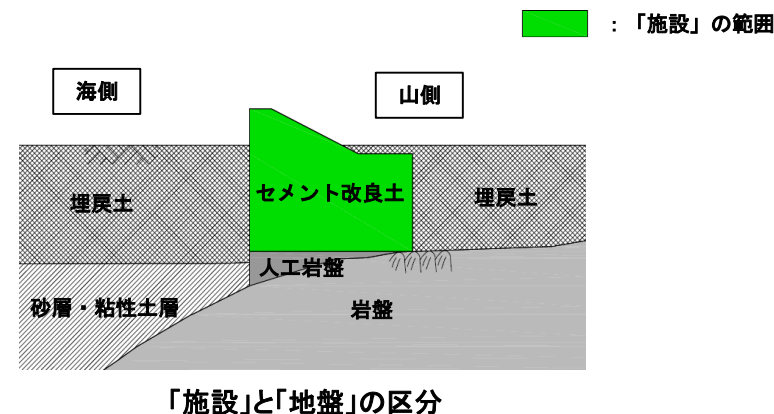 ：「施設」の範囲
海側
山側
埋戻土
セメント改良土
埋戻土
人工岩盤
砂層・粘性土層
岩盤
「施設」と「地盤」の区分